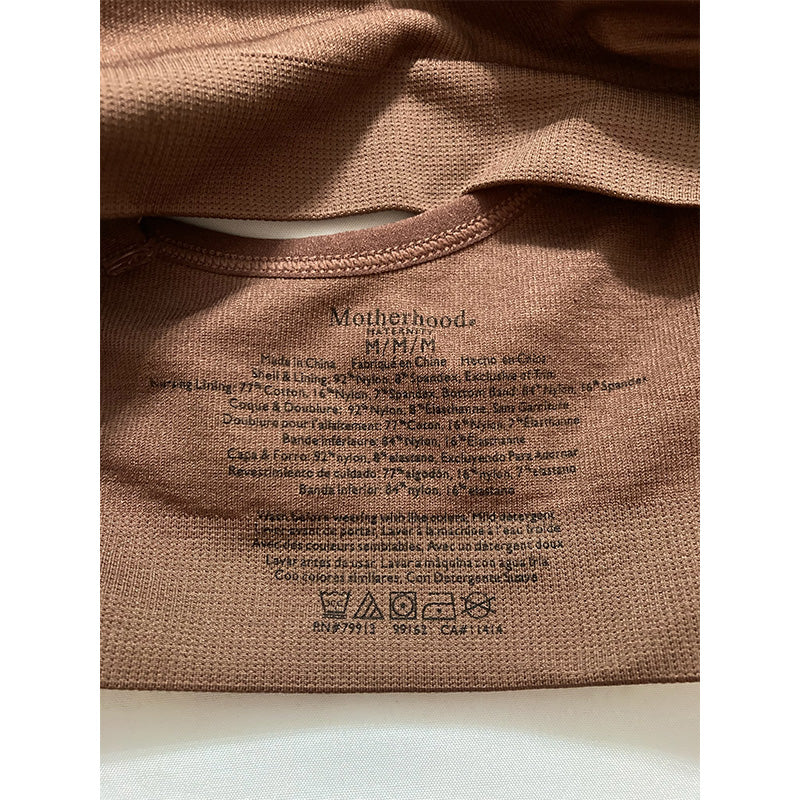 Motherhood®
MATERNITY
M/M/M
Made in China Fabriqué en Chine Hecho en China
Shell & Lining: 92% Nylon, 8% Spandex, Exclusive of Trim
Nursing Lining: 77% Cotton, 16% Nylon, 7% Spandex, Bottom Band: 84% Nylon, 16% Spandex
Coque & Doublure: 92% Nylon, 8% Élasthanne, Sans Garniture
Doublure pour l'allaitement: 77% Coton, 16% Nylon, 7% Élasthanne
Bande inférieure: 84% Nylon, 16% Élasthanne
Capa & Forro: 92% nylon, 8% elastano, Excluyendo Para Adornar
Revestimiento de cuidado: 77% algodón, 16% nylon, 7% elastano
Banda inferior: 84% nylon, 16% elastano
before wearing like colors. Mild detergent
de porter. Laver à la machine à l'eau froide
Avec des couleurs semblables. Avec un détergent doux
Lavar antes de usar. Lavar a máquina con agua fría
Con colores similares. Con Detergente Suave
RN#79913 99162 CA#11414